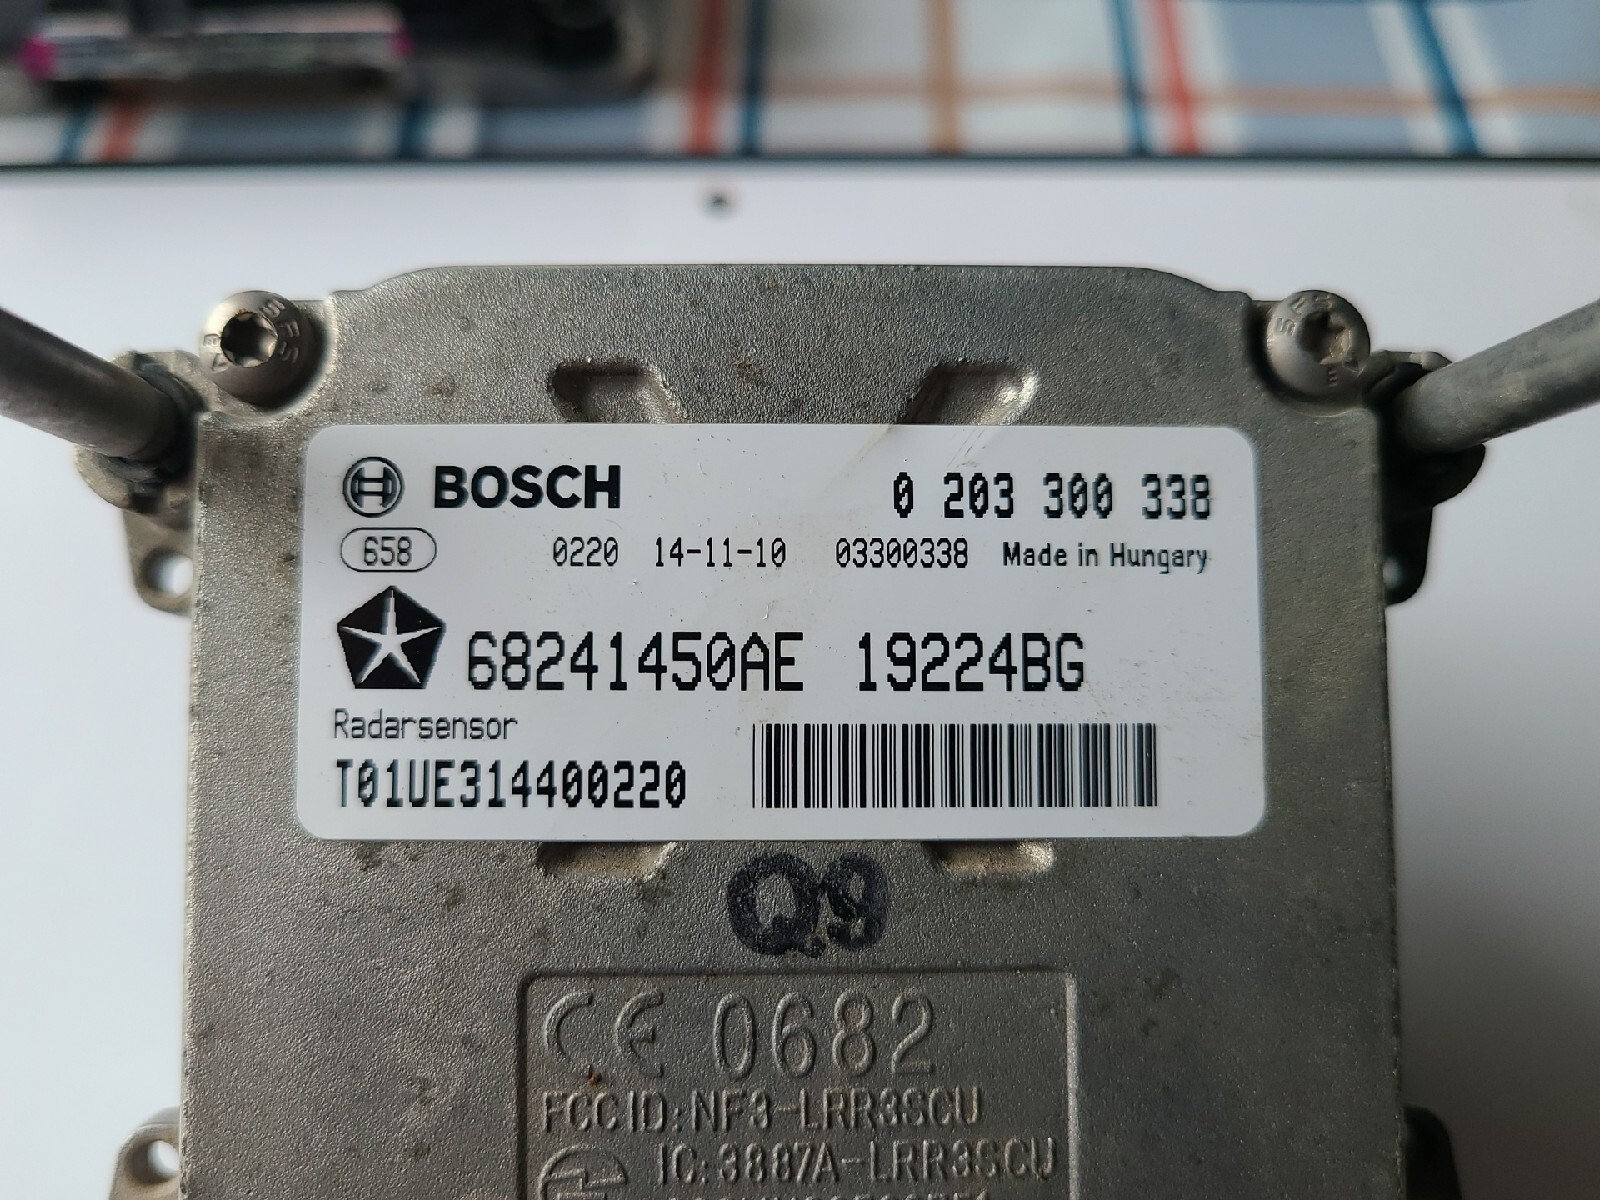 BOSCH 0 203 300 338
658 0220 14-11-10 03300338 Made in Hungary
68241450AE 19224BG
Radarsensor
T01UE314400220
Q9
CE 0682
FCC ID: NF3-LRR3SCU
IC: 3887A-LRR3SCU